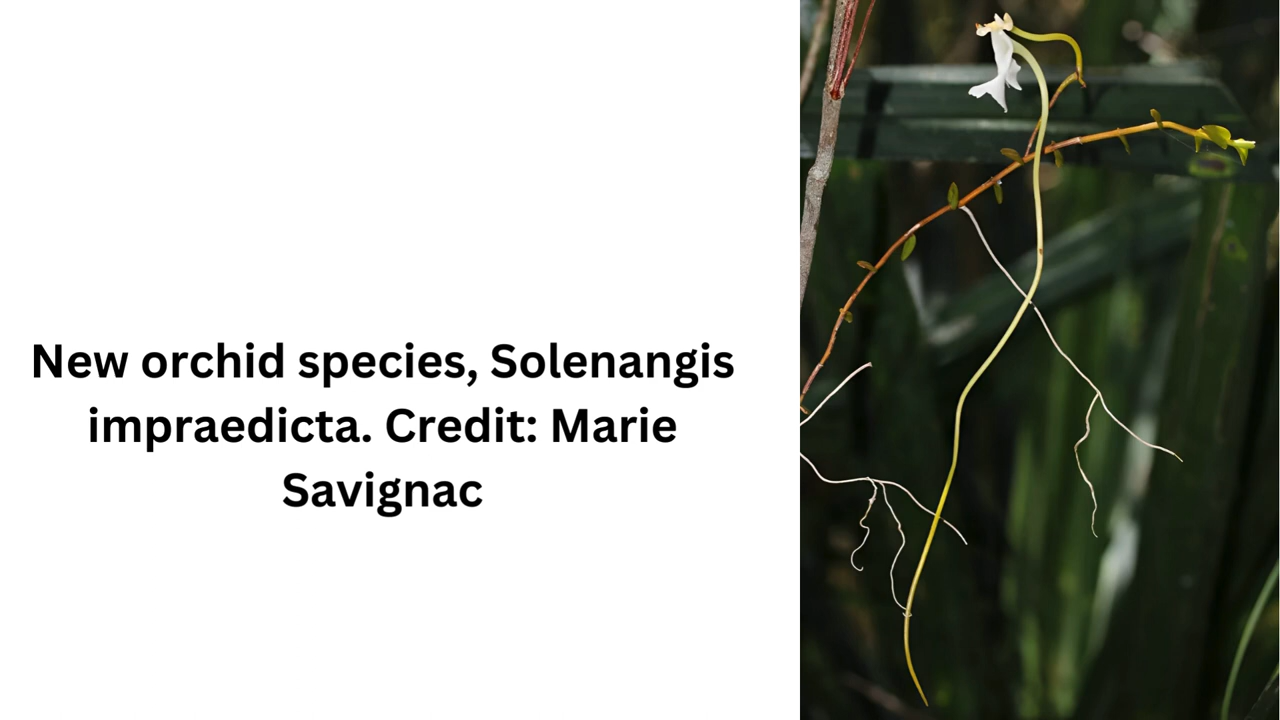 New orchid species, Solenangis
impraedicta. Credit: Marie
Savignac